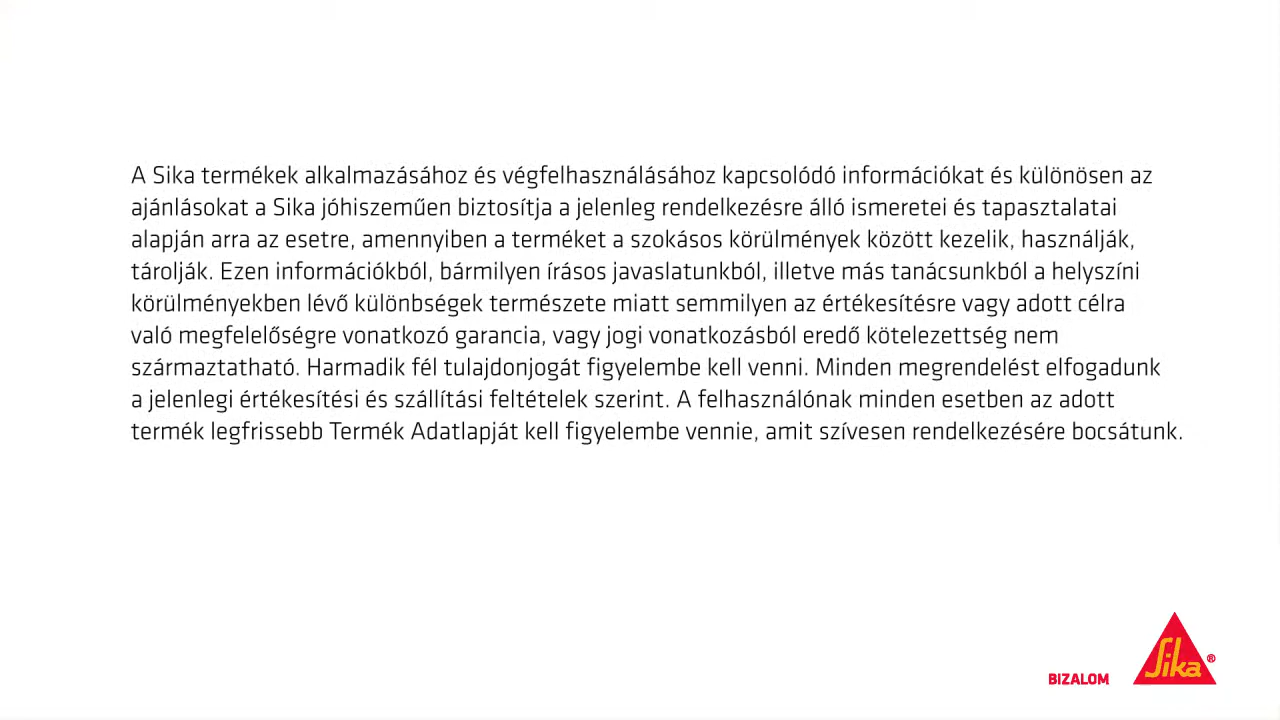 A Sika termékek alkalmazásához és végfelhasználásához kapcsolódó információkat és különösen az
ajánlásokat a Sika jóhiszeműen biztosítja a jelenleg rendelkezésre álló ismeretei és tapasztalatai
alapján arra az esetre, amennyiben a terméket a szokásos körülmények között kezelik, használják,
tárolják. Ezen információkból, bármilyen írásos javaslatunkból, illetve más tanácsunkból a helyszíni
körülményekben lévő különbségek természete miatt semmilyen az értékesítésre vagy adott célra
való megfelelőségre vonatkozó garancia, vagy jogi vonatkozásból eredő kötelezettség nem
származtatható. Harmadik fél tulajdonjogát figyelembe kell venni. Minden megrendelést elfogadunk
a jelenlegi értékesítési és szállítási feltételek szerint. A felhasználónak minden esetben az adott
termék legfrissebb Termék Adatlapját kell figyelembe vennie, amit szívesen rendelkezésére bocsátunk.
BIZALOM
Sika®